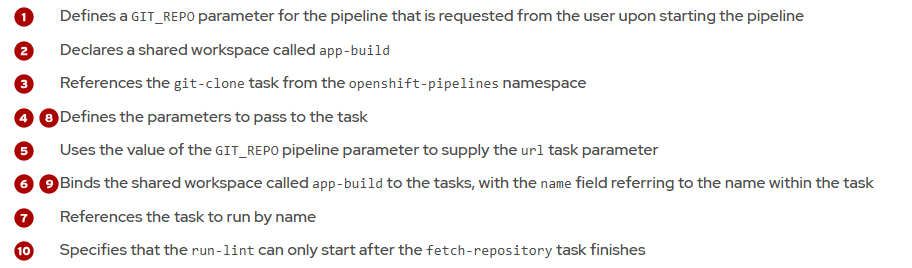 1 Defines a GIT_REPO parameter for the pipeline that is requested from the user upon starting the pipeline
2 Declares a shared workspace called app-build
3 References the git-clone task from the openshift-pipelines namespace
4 8 Defines the parameters to pass to the task
5 Uses the value of the GIT_REPO pipeline parameter to supply the url task parameter
6 9 Binds the shared workspace called app-build to the tasks, with the name field referring to the name within the task
7 References the task to run by name
10 Specifies that the run-lint can only start after the fetch-repository task finishes